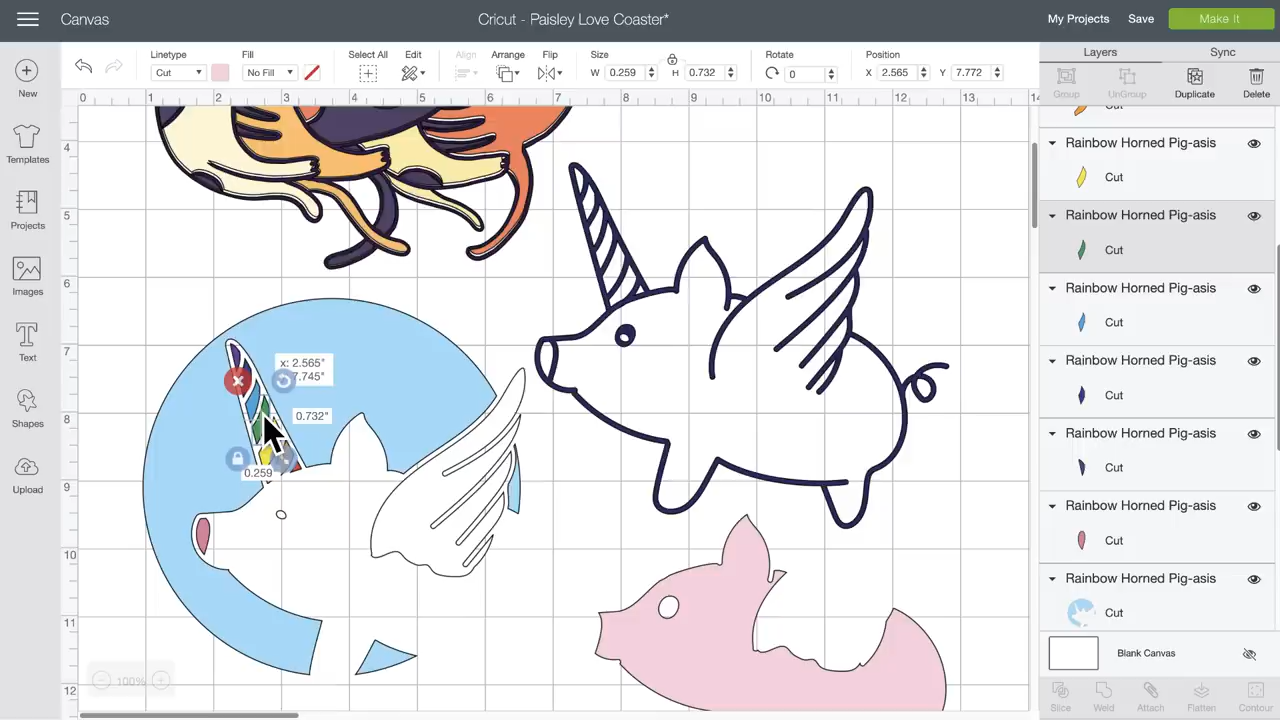 Canvas
Cricut - Paisley Love Coaster*
My Projects
Save
Make It
New
Templates
Projects
Images
Text
Shapes
Upload
Linetype
Cut
Fill
No Fill
Select All
Edit
Align
Arrange
Flip
Size
W 0.259
H 0.732
Rotate
0
Position
X 2.565
Y 7.772
0 1 2 3 4 5 6 7 8 9 10 11 12 13 14
4
5
6
7
8
9
10
11
12
x: 2.565"
7.745"
0.732"
0.259
100%
Layers
Sync
Group
UnGroup
Duplicate
Delete
Cut
Rainbow Horned Pig-asis
Cut
Rainbow Horned Pig-asis
Cut
Rainbow Horned Pig-asis
Cut
Rainbow Horned Pig-asis
Cut
Rainbow Horned Pig-asis
Cut
Rainbow Horned Pig-asis
Cut
Rainbow Horned Pig-asis
Cut
Blank Canvas
Slice
Weld
Attach
Flatten
Contour